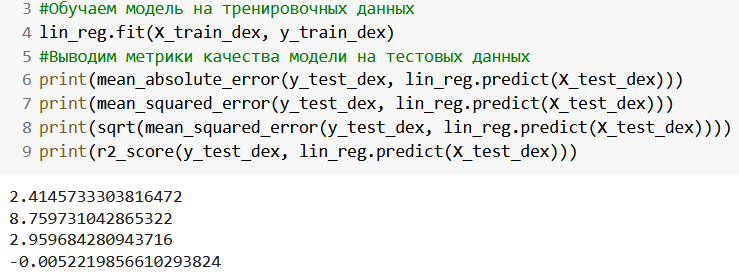 3 #Обучаем модель на тренировочных данных
4 lin_reg.fit(X_train_dex, y_train_dex)
5 #Выводим метрики качества модели на тестовых данных
6 print(mean_absolute_error(y_test_dex, lin_reg.predict(X_test_dex)))
7 print(mean_squared_error(y_test_dex, lin_reg.predict(X_test_dex)))
8 print(sqrt(mean_squared_error(y_test_dex, lin_reg.predict(X_test_dex))))
9 print(r2_score(y_test_dex, lin_reg.predict(X_test_dex)))
2.4145733303816472
8.759731042865322
2.959684280943716
-0.0052219856610293824